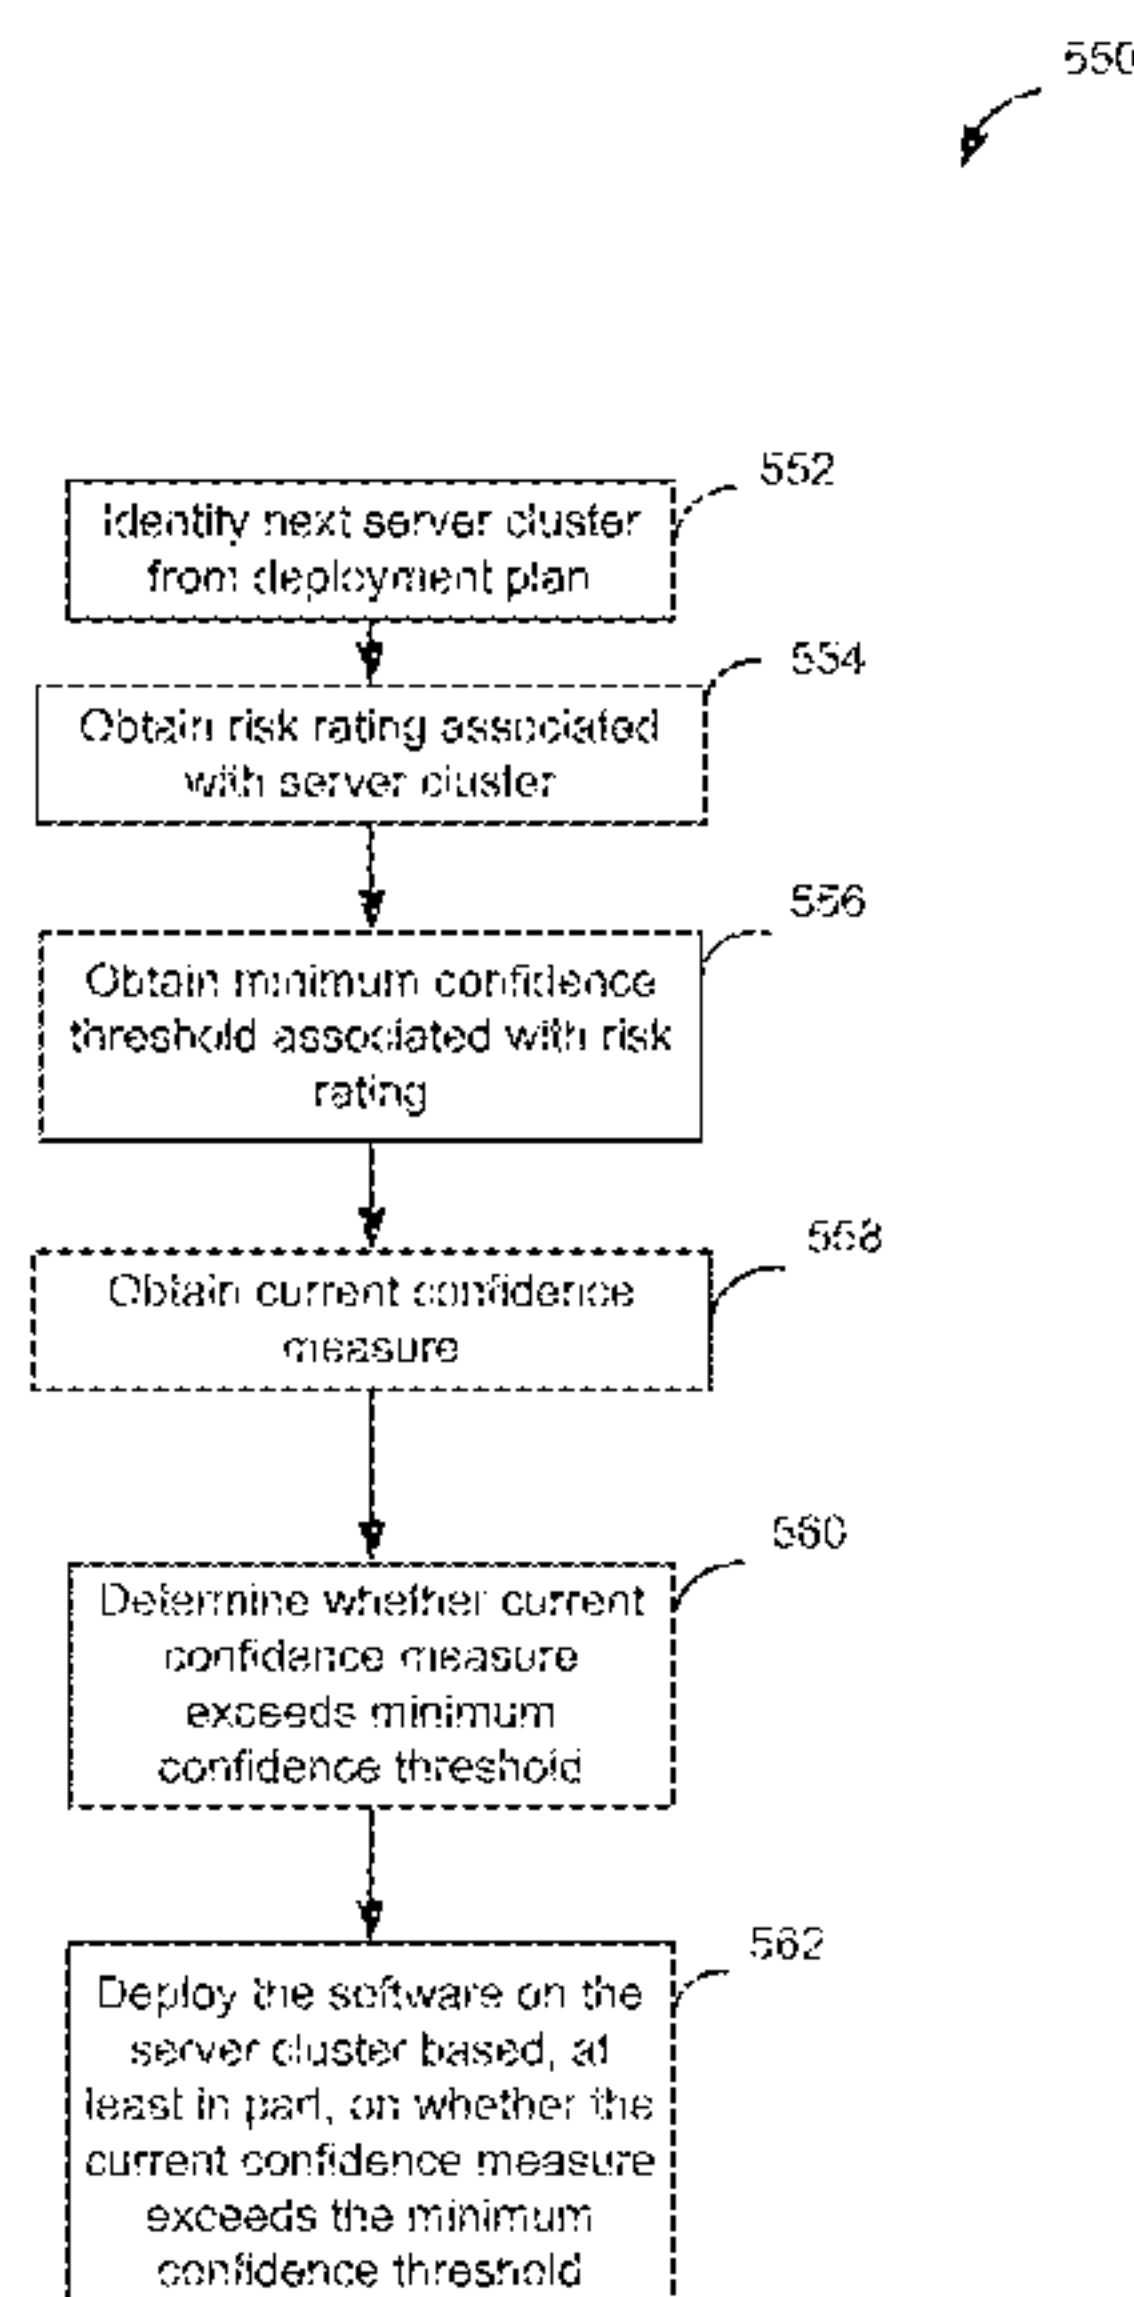 550
552
Identify next server cluster
from deployment plan
554
Obtain risk rating associated
with server cluster
556
Obtain minimum confidence
threshold associated with risk
rating
558
Obtain current confidence
measure
560
Determine whether current
confidence measure
exceeds minimum
confidence threshold
562
Deploy the software on the
server cluster based, at
least in part, on whether the
current confidence measure
exceeds the minimum
confidence threshold